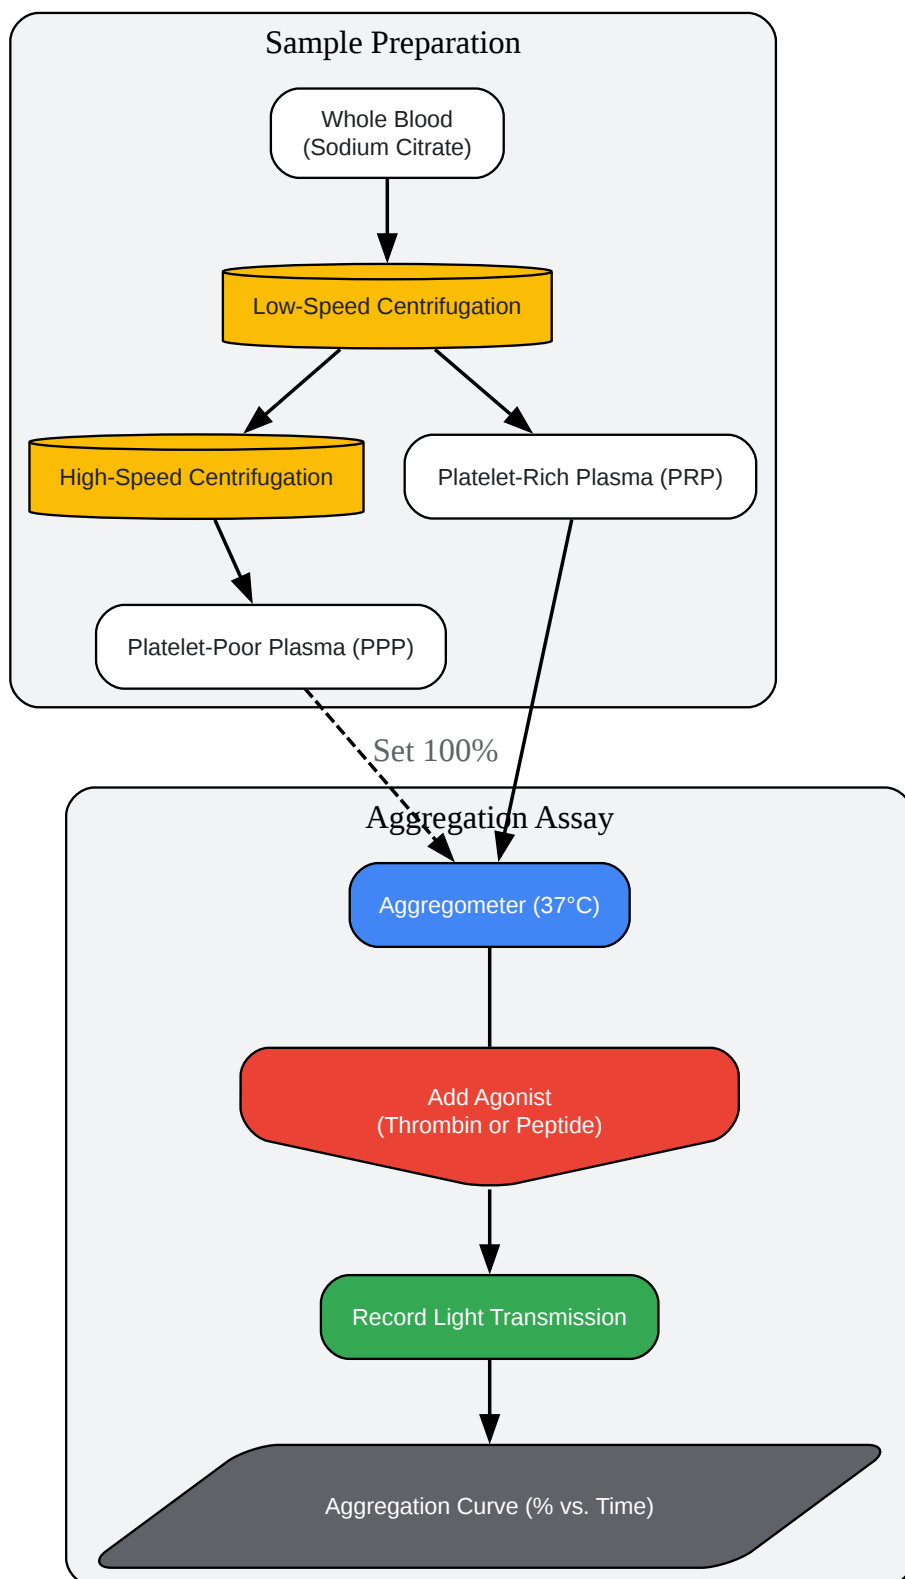 Sample Preparation
Whole Blood
(Sodium Citrate)
Low-Speed Centrifugation
High-Speed Centrifugation
Platelet-Rich Plasma (PRP)
Platelet-Poor Plasma (PPP)
Set 100%
Aggregation Assay
Aggregometer (37°C)
Add Agonist
(Thrombin or Peptide)
Record Light Transmission
Aggregation Curve (% vs. Time)